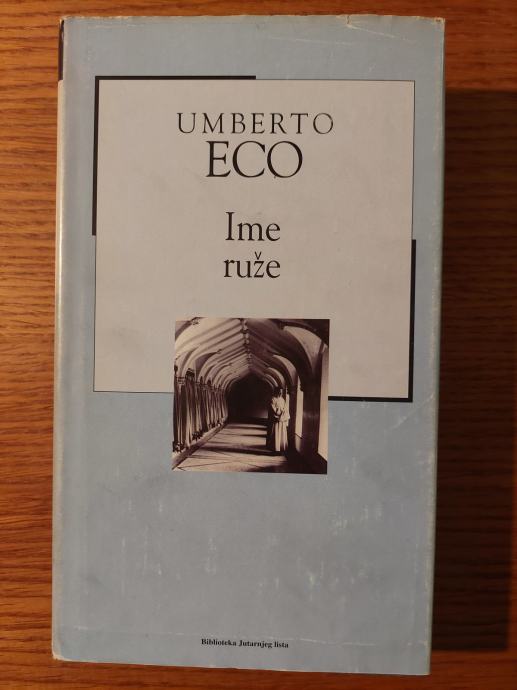 UMBERTO
ECO
Ime
ruže
Biblioteka Jutarnjeg lista